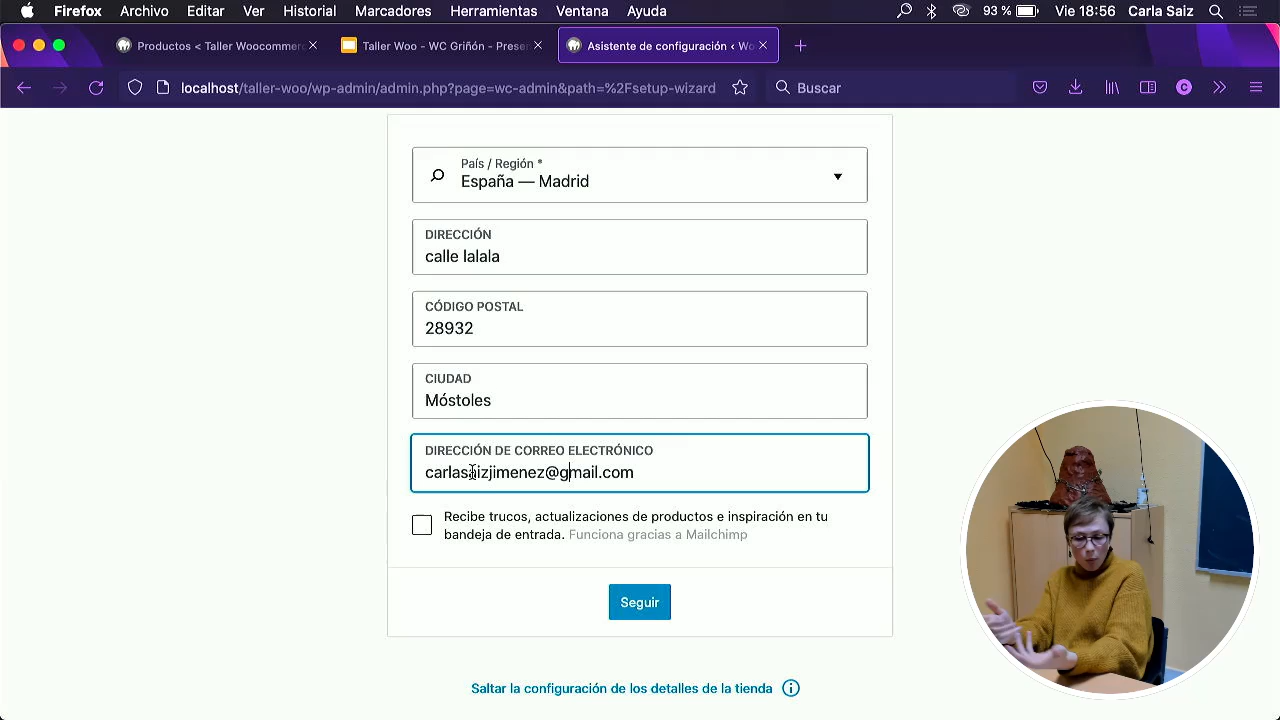 Firefox Archivo Editar Ver Historial Marcadores Herramientas Ventana Ayuda 93 % Vie 18:56 Carla Saiz
Productos < Taller Woocommerc
Taller Woo - WC Griñón - Presen
Asistente de configuración ‹ Wo
localhost/taller-woo/wp-admin/admin.php?page=wc-admin&path=%2Fsetup-wizard
Buscar
C
País / Región *
España — Madrid
DIRECCIÓN
calle lalala
CÓDIGO POSTAL
28932
CIUDAD
Móstoles
DIRECCIÓN DE CORREO ELECTRÓNICO
carlasaizjimenez@gmail.com
Recibe trucos, actualizaciones de productos e inspiración en tu
bandeja de entrada. Funciona gracias a Mailchimp
Seguir
Saltar la configuración de los detalles de la tienda